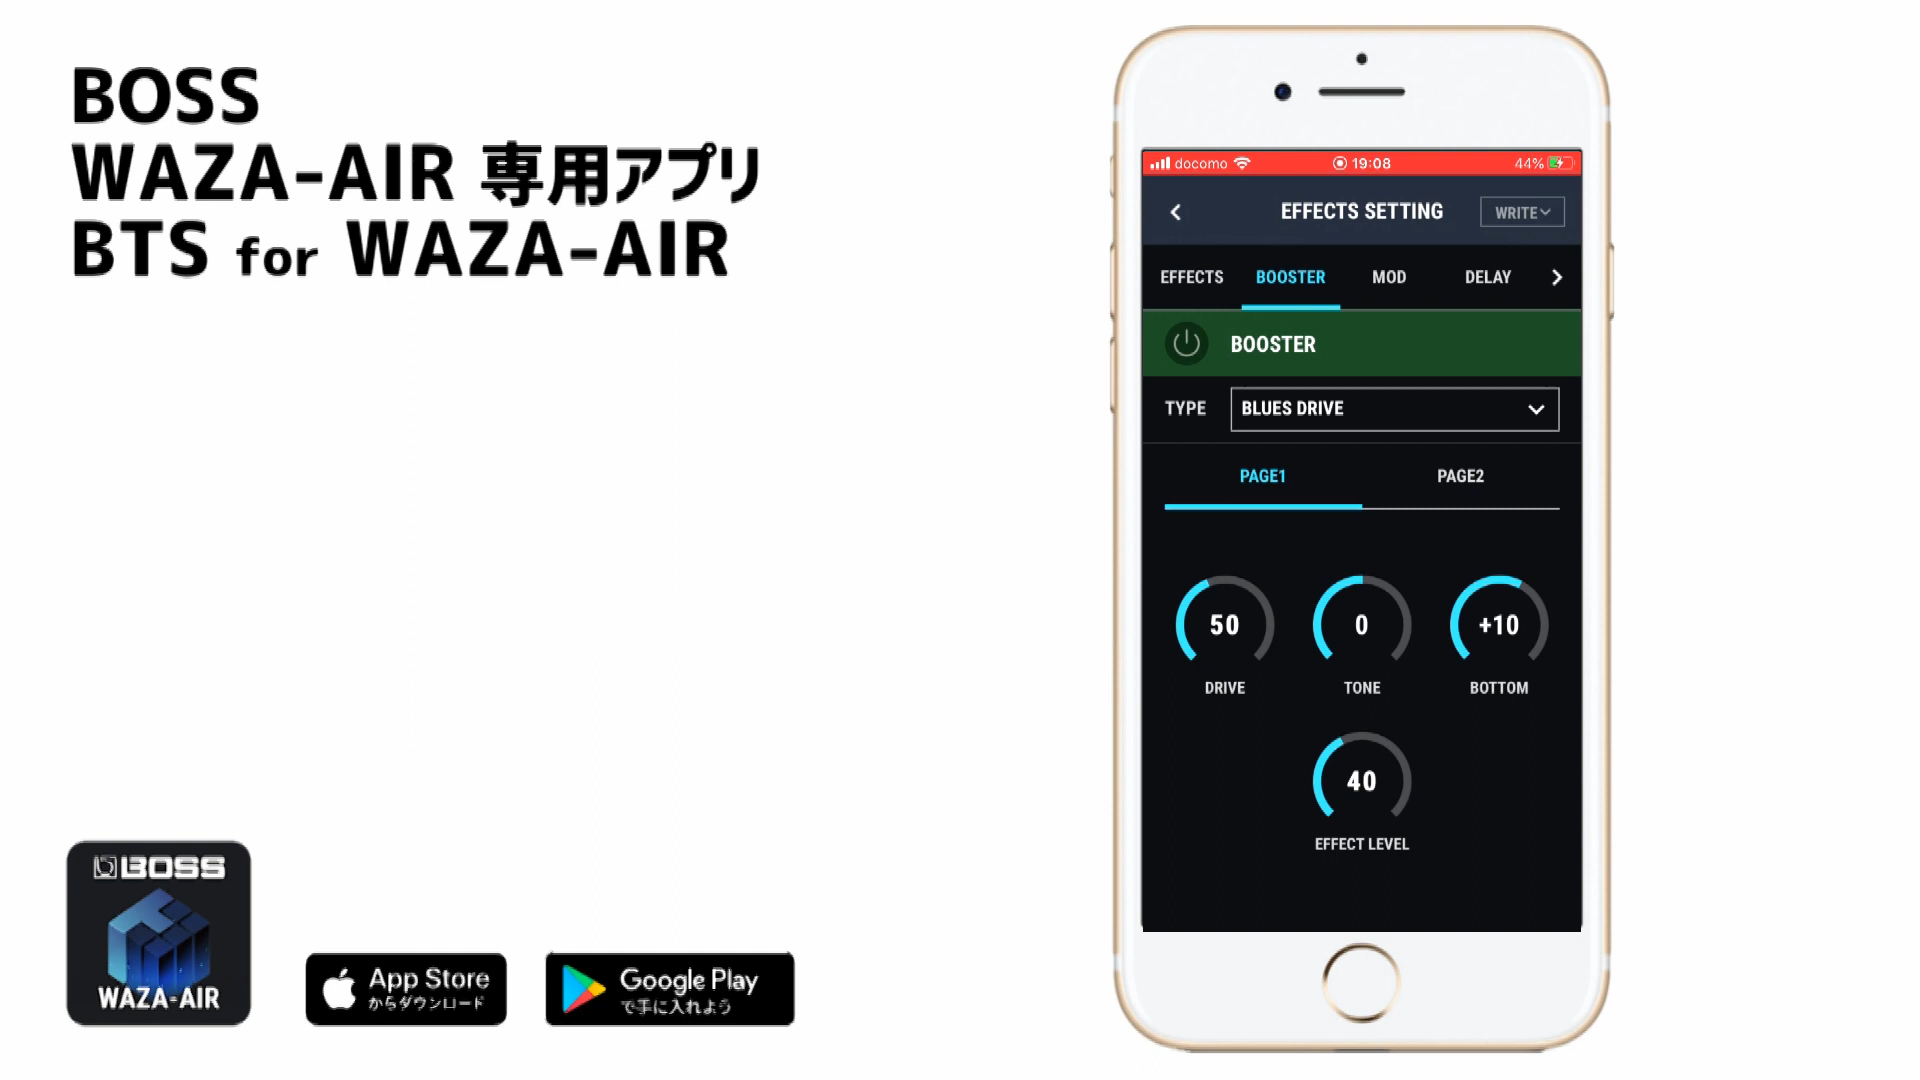 BOSS
WAZA-AIR 専用アプリ
BTS for WAZA-AIR
BOSS
WAZA-AIR
App Store
からダウンロード
Google Play
で手に入れよう
docomo 19:08 44%
EFFECTS SETTING WRITE
EFFECTS BOOSTER MOD DELAY
BOOSTER
TYPE BLUES DRIVE
PAGE1 PAGE2
50 0 +10
DRIVE TONE BOTTOM
40
EFFECT LEVEL